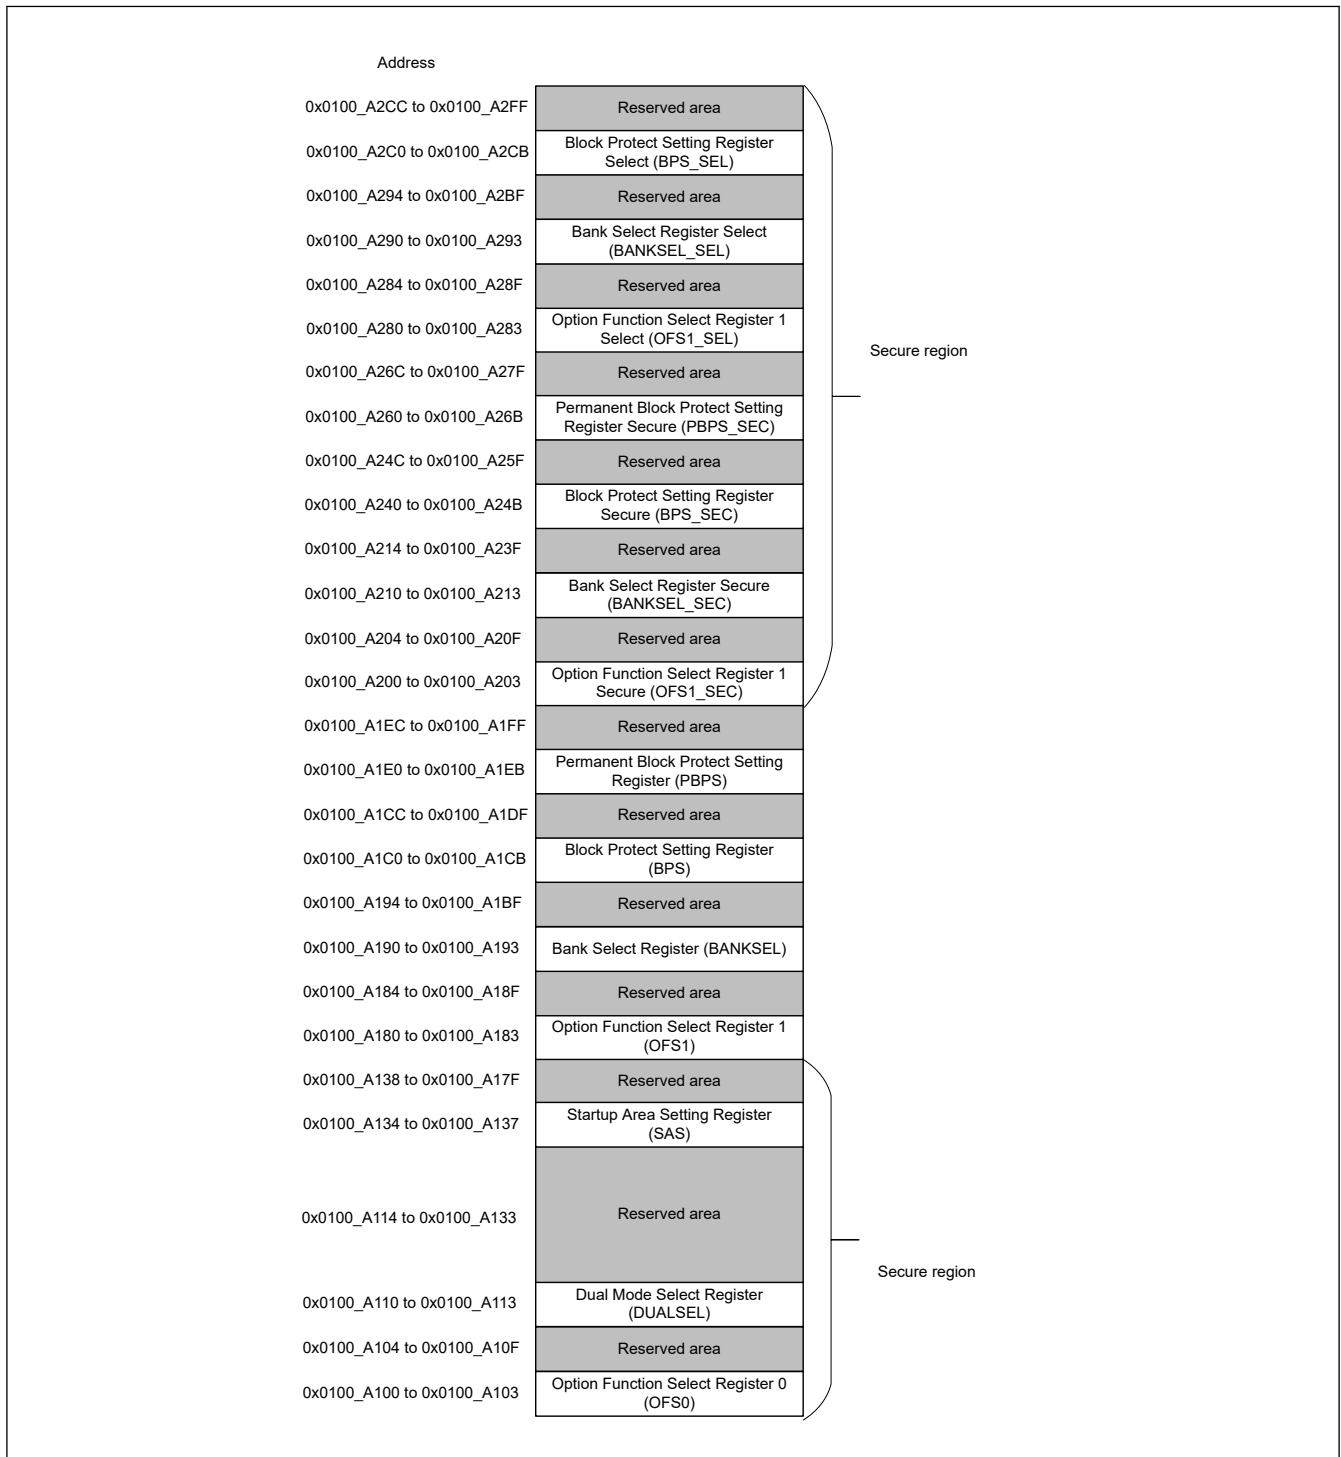 Address
0x0100_A2CC to 0x0100_A2FF
Reserved area
0x0100_A2C0 to 0x0100_A2CB
Block Protect Setting Register
Select (BPS_SEL)
0x0100_A294 to 0x0100_A2BF
Reserved area
0x0100_A290 to 0x0100_A293
Bank Select Register Select
(BANKSEL_SEL)
0x0100_A284 to 0x0100_A28F
Reserved area
0x0100_A280 to 0x0100_A283
Option Function Select Register 1
Select (OFS1_SEL)
Secure region
0x0100_A26C to 0x0100_A27F
Reserved area
0x0100_A260 to 0x0100_A26B
Permanent Block Protect Setting
Register Secure (PBPS_SEC)
0x0100_A24C to 0x0100_A25F
Reserved area
0x0100_A240 to 0x0100_A24B
Block Protect Setting Register
Secure (BPS_SEC)
0x0100_A214 to 0x0100_A23F
Reserved area
0x0100_A210 to 0x0100_A213
Bank Select Register Secure
(BANKSEL_SEC)
0x0100_A204 to 0x0100_A20F
Reserved area
0x0100_A200 to 0x0100_A203
Option Function Select Register 1
Secure (OFS1_SEC)
0x0100_A1EC to 0x0100_A1FF
Reserved area
0x0100_A1E0 to 0x0100_A1EB
Permanent Block Protect Setting
Register (PBPS)
0x0100_A1CC to 0x0100_A1DF
Reserved area
0x0100_A1C0 to 0x0100_A1CB
Block Protect Setting Register
(BPS)
0x0100_A194 to 0x0100_A1BF
Reserved area
0x0100_A190 to 0x0100_A193
Bank Select Register (BANKSEL)
0x0100_A184 to 0x0100_A18F
Reserved area
0x0100_A180 to 0x0100_A183
Option Function Select Register 1
(OFS1)
0x0100_A138 to 0x0100_A17F
Reserved area
0x0100_A134 to 0x0100_A137
Startup Area Setting Register
(SAS)
0x0100_A114 to 0x0100_A133
Reserved area
Secure region
0x0100_A110 to 0x0100_A113
Dual Mode Select Register
(DUALSEL)
0x0100_A104 to 0x0100_A10F
Reserved area
0x0100_A100 to 0x0100_A103
Option Function Select Register 0
(OFS0)